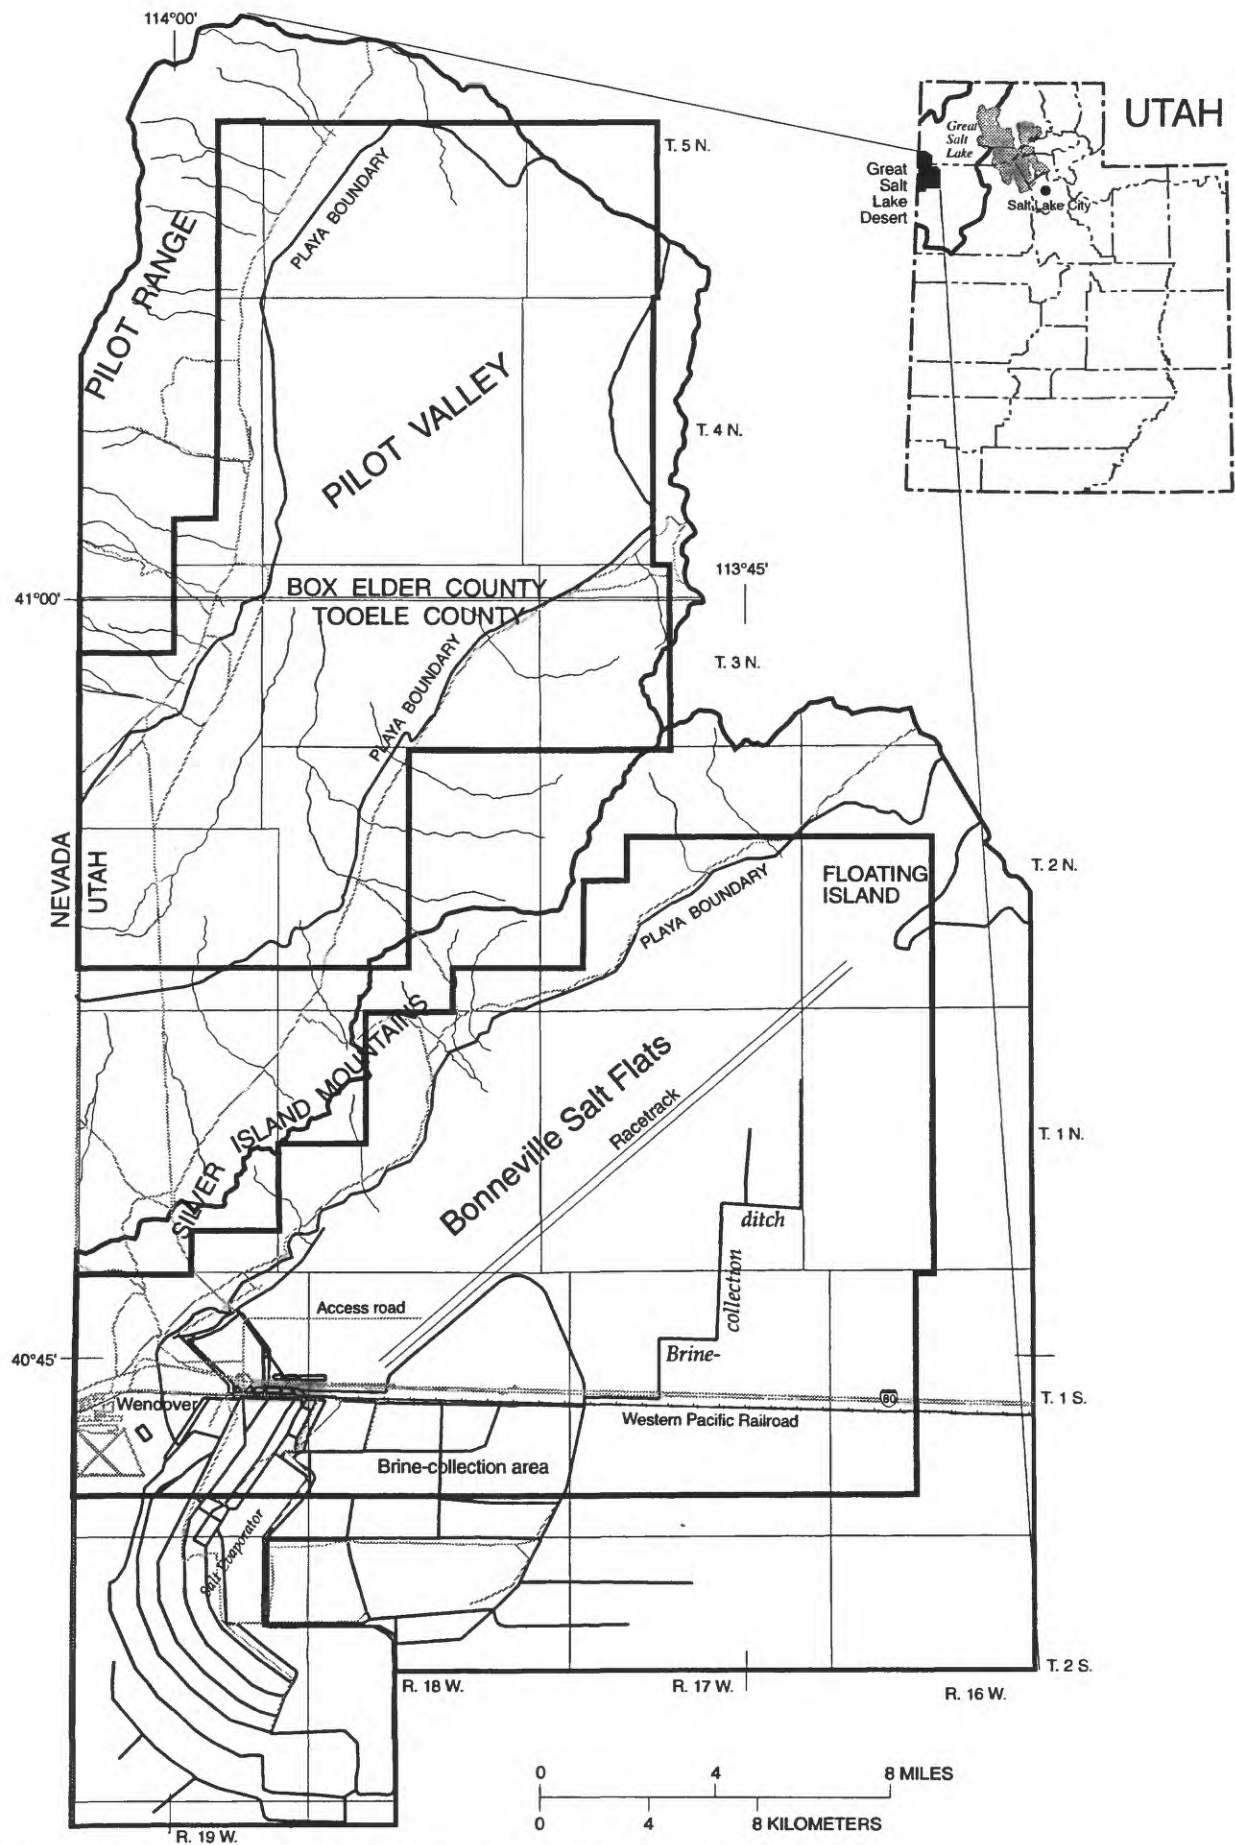 114°00'
UTAH
Great
Salt
Lake
Great
Salt
Lake
Desert
Salt Lake City
T. 5 N.
PLAYA BOUNDARY
PILOT RANGE
PILOT VALLEY
T. 4 N.
113°45'
BOX ELDER COUNTY
41°00'
TOOELE COUNTY
T. 3 N.
PLAYA BOUNDARY
NEVADA
UTAH
T. 2 N.
FLOATING
ISLAND
PLAYA BOUNDARY
SILVER ISLAND MOUNTAINS
Bonneville Salt Flats
Racetrack
T. 1 N.
ditch
collection
Brine-
Access road
40°45'
Wendover
80
T. 1 S.
Western Pacific Railroad
Brine-collection area
Salt Evaporator
T. 2 S.
R. 18 W.
R. 17 W.
R. 16 W.
R. 19 W.
0 4 8 MILES
0 4 8 KILOMETERS